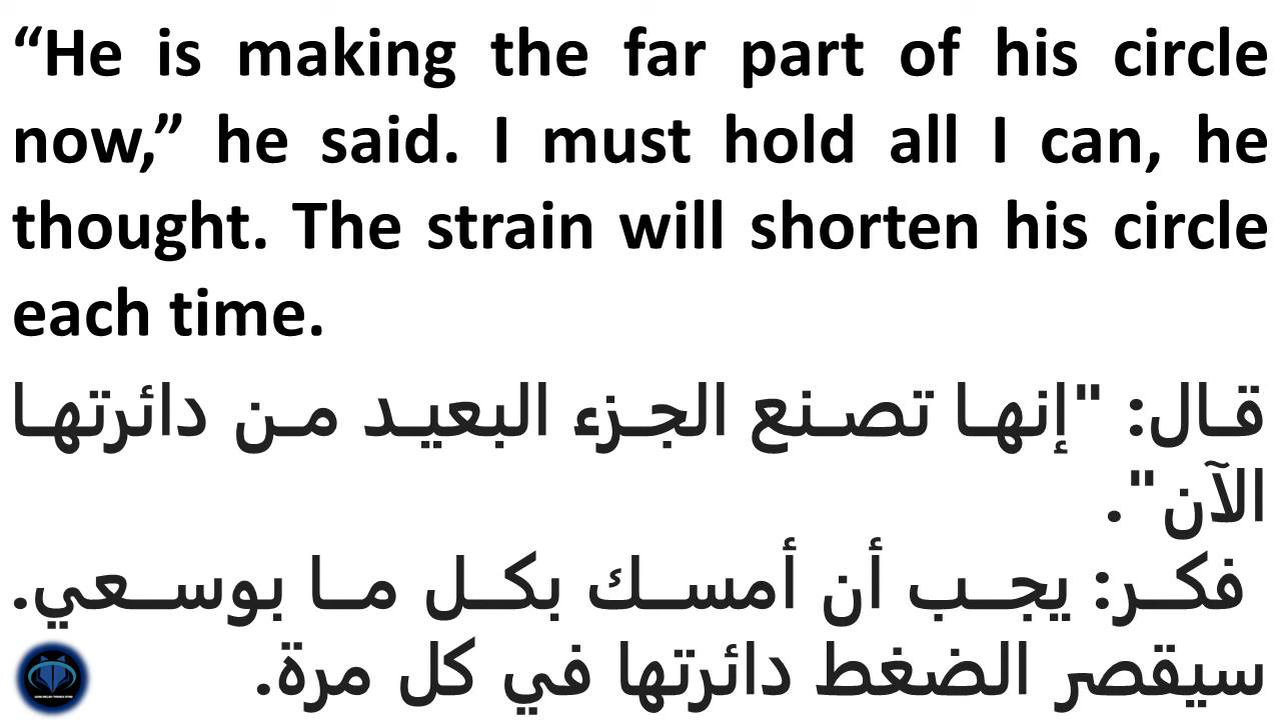 “He is making the far part of his circle
now,” he said. I must hold all I can, he
thought. The strain will shorten his circle
each time.
قال: "إنها تصنع الجزء البعيد من دائرتها
الآن".
فكر: يجب أن أمسك بكل ما بوسعي.
سيقصر الضغط دائرتها في كل مرة.